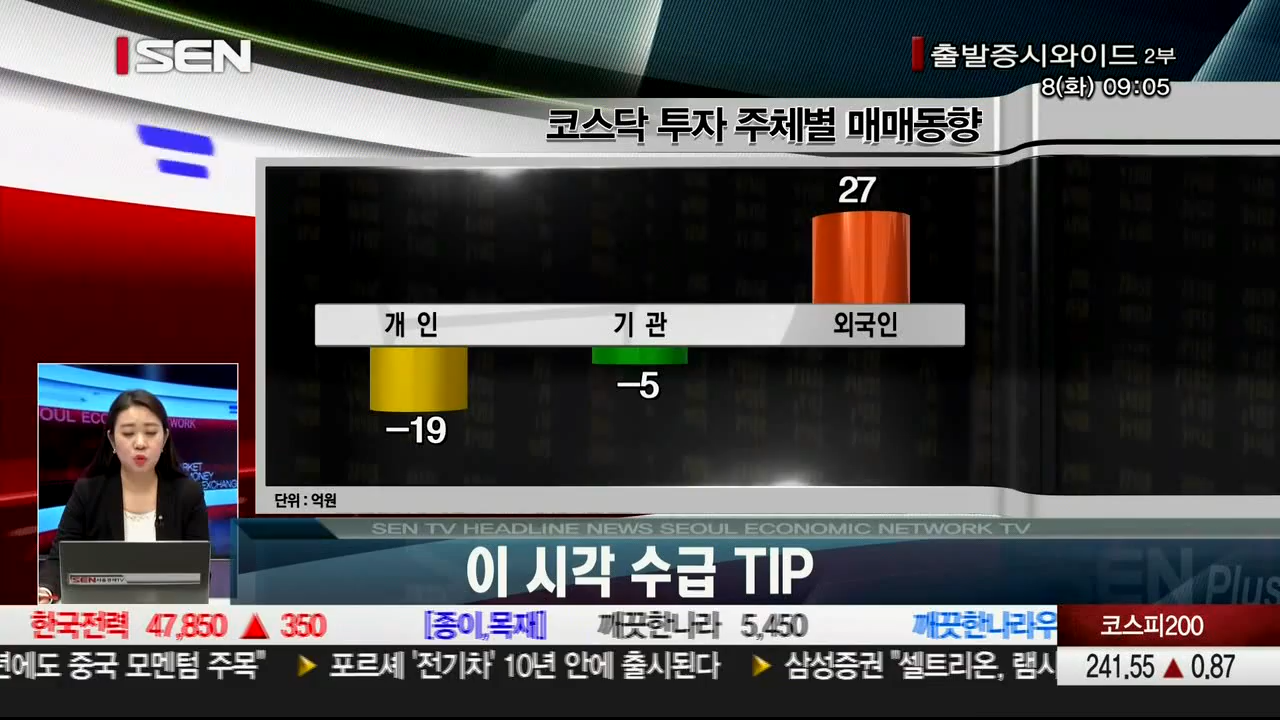 SEN
출발증시와이드 2부
8(화) 09:05
코스닥 투자 주체별 매매동향
27
개 인 기 관 외국인
-5
-19
단위 : 억원
SEN TV HEADLINE NEWS SEOUL ECONOMIC NETWORK TV
이 시각 수급 TIP
Plus
한국전력 47,850 ▲ 350 [종이,목재] 깨끗한나라 5,450 깨끗한나라우
코스피200
241.55 ▲ 0.87
년에도 중국 모멘텀 주목" ▶ 포르셰 '전기차' 10년 안에 출시된다 ▶ 삼성증권 "셀트리온, 램시